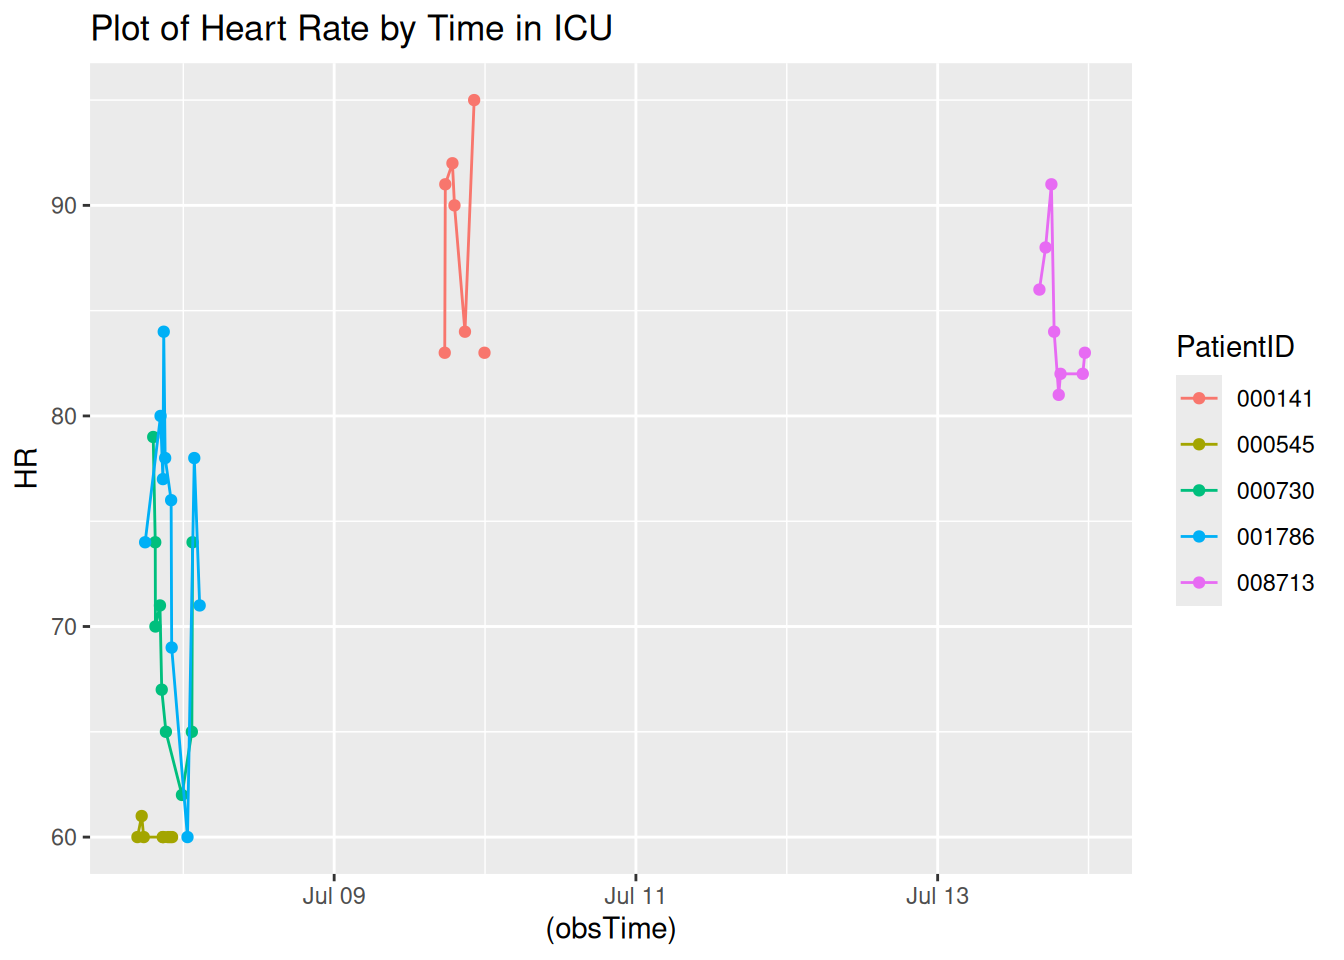 Plot of Heart Rate by Time in ICU
90
80
70
60
HR
Jul 09
Jul 11
Jul 13
(obsTime)
PatientID
000141
000545
000730
001786
008713